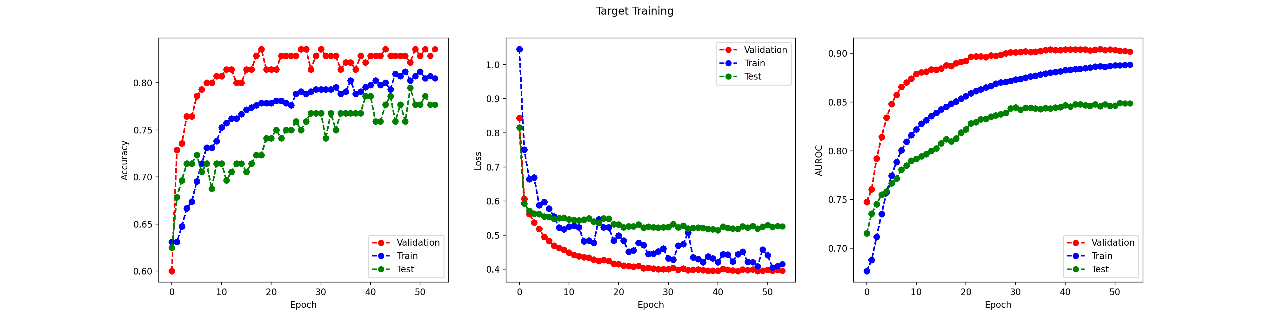 Target Training
Accuracy
0.80
0.75
0.70
0.65
0.60
0 10 20 30 40 50
Epoch
Validation
Train
Test
Loss
1.0
0.9
0.8
0.7
0.6
0.5
0.4
0 10 20 30 40 50
Epoch
Validation
Train
Test
AUROC
0.90
0.85
0.80
0.75
0.70
0 10 20 30 40 50
Epoch
Validation
Train
Test